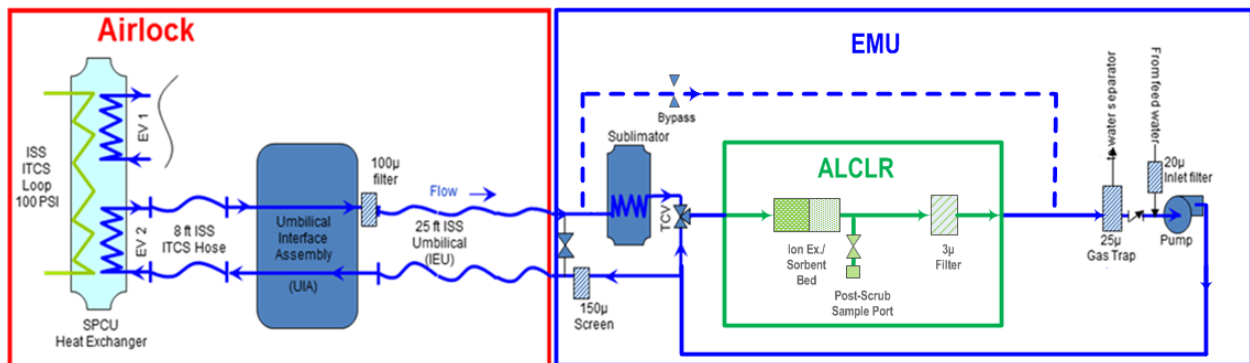 Airlock
EMU
EV 1
ISS
ITCS
Loop
100 PSI
EV 2
8 ft ISS
ITCS Hose
SPCU
Heat Exchanger
Umbilical
Interface
Assembly
(UIA)
100µ
filter
Flow
25 ft ISS
Umbilical
(IEU)
150µ
Screen
Bypass
Sublimator
TCV
ALCLR
Ion Ex./
Sorbent
Bed
Post-Scrub
Sample Port
3µ
Filter
to water separator
From feed water
20µ
Inlet filter
25µ
Gas Trap
Pump